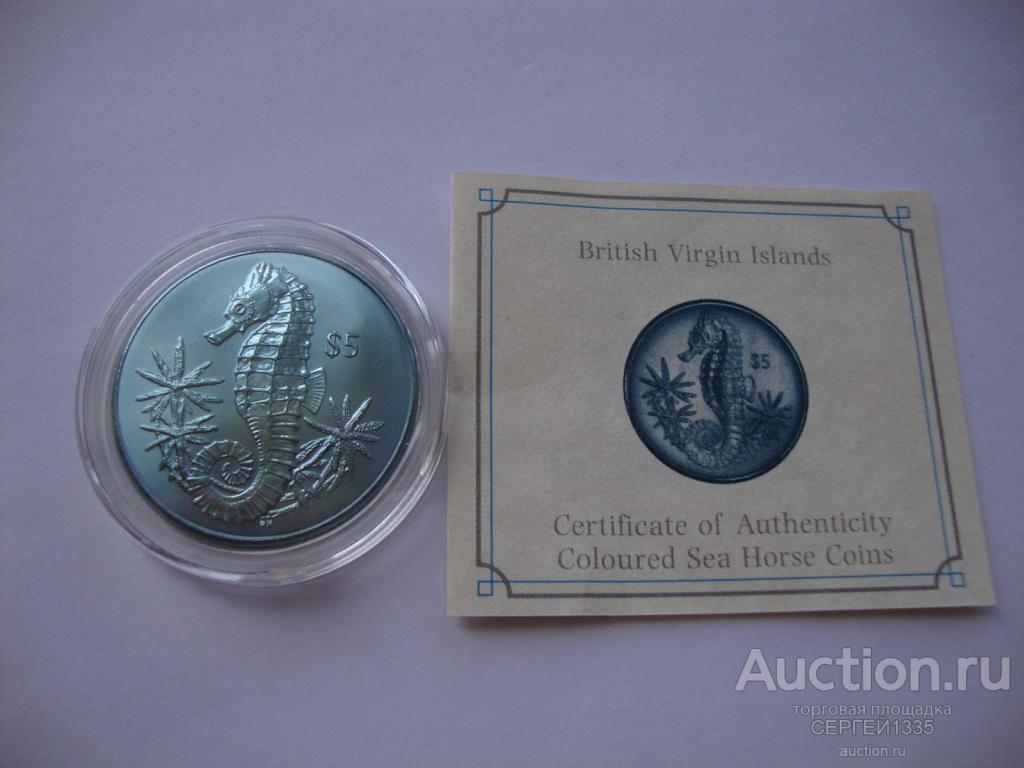 $5
British Virgin Islands
$5
Certificate of Authenticity
Coloured Sea Horse Coins
Auction.ru
торговая площадка
СЕРГЕЙ1335
auction.ru